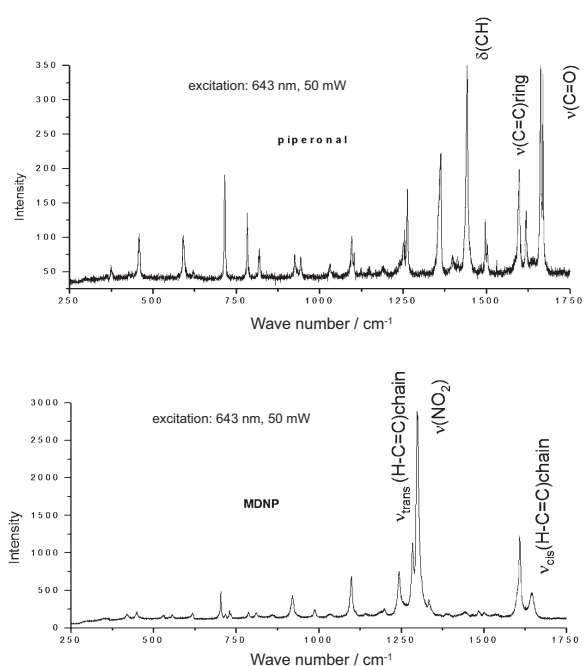 δ(CH)
ν(C=C)ring
ν(C=O)
350
300
250
200
150
100
50
Intensity
excitation: 643 nm, 50 mW
piperonal
250 500 750 1000 1250 1500 1750
Wave number / cm-1
3000
2500
2000
1500
1000
500
0
Intensity
excitation: 643 nm, 50 mW
MDNP
νtrans(H-C=C)chain
ν(NO2)
νcis(H-C=C)chain
250 500 750 1000 1250 1500 1750
Wave number / cm-1